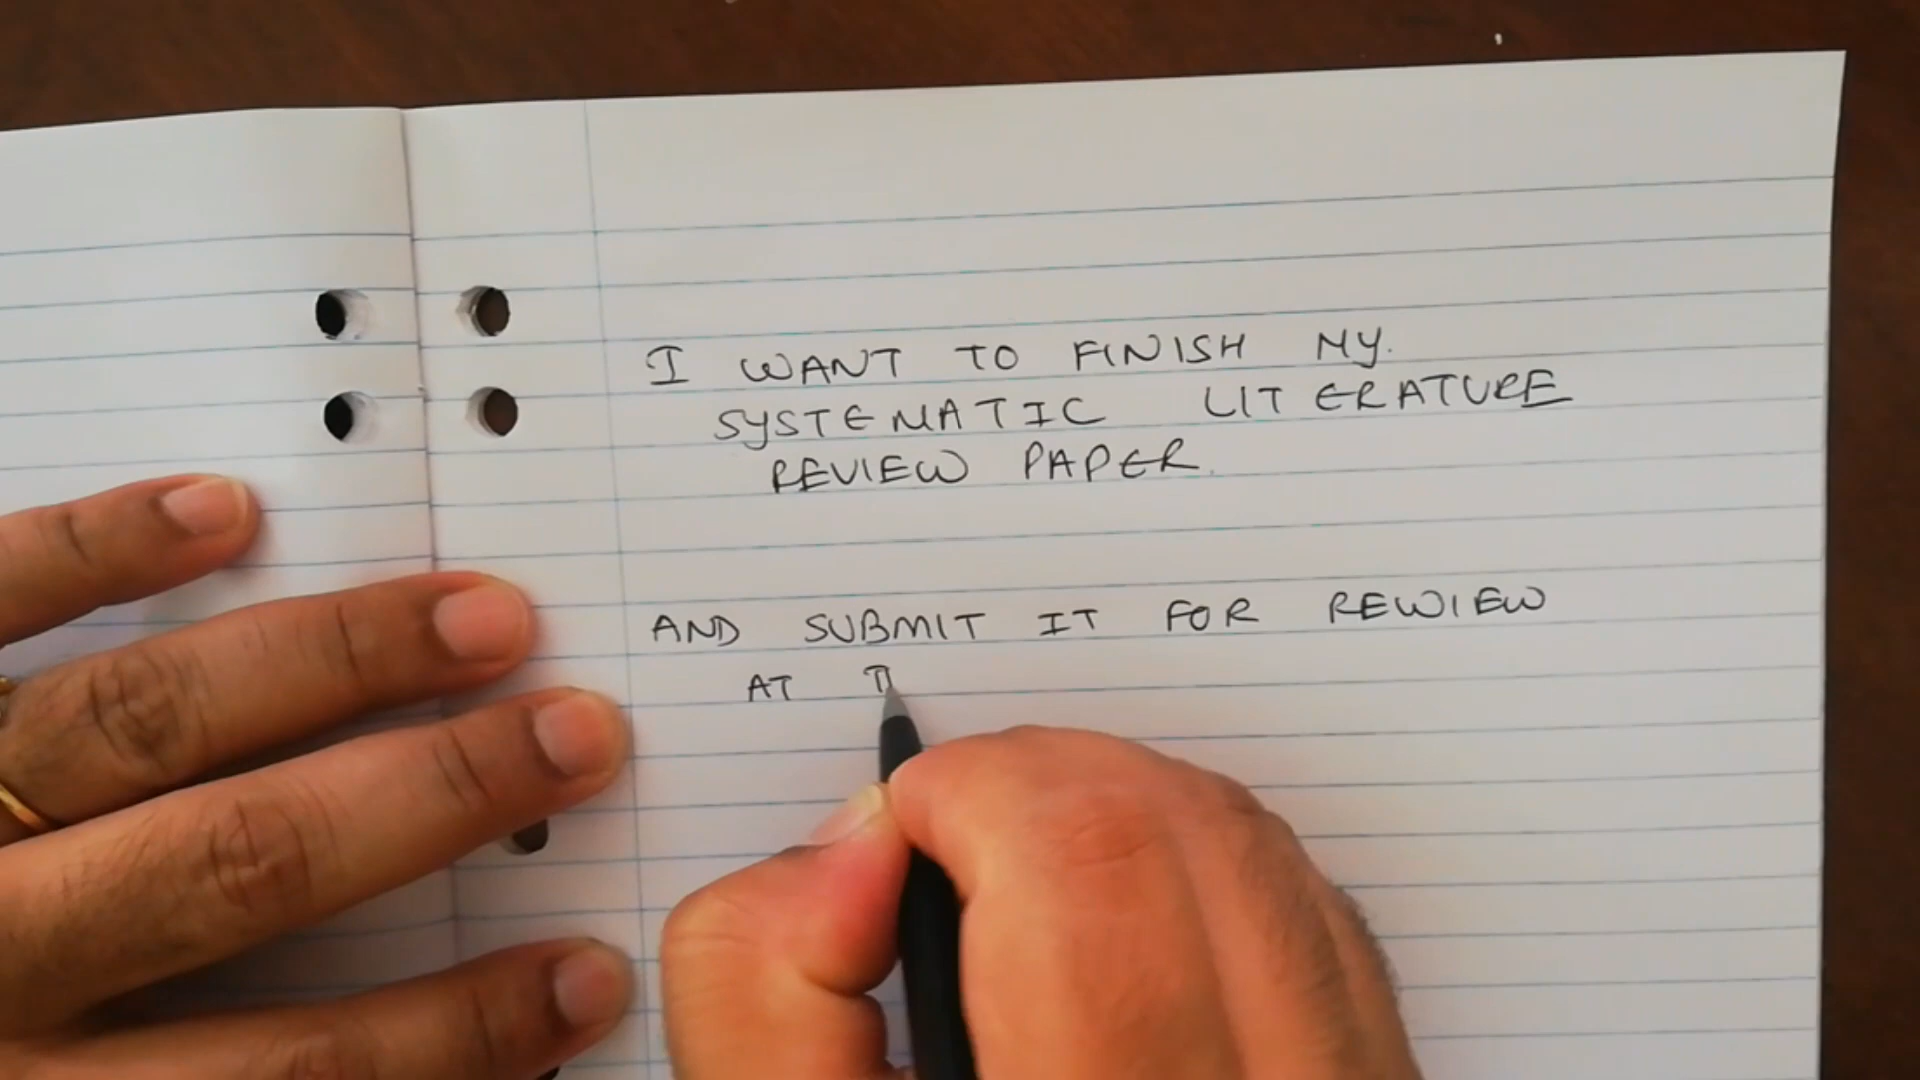 I WANT TO FINISH MY.
SYSTEMATIC LITERATURE
REVIEW PAPER.
AND SUBMIT IT FOR REWIEW
AT